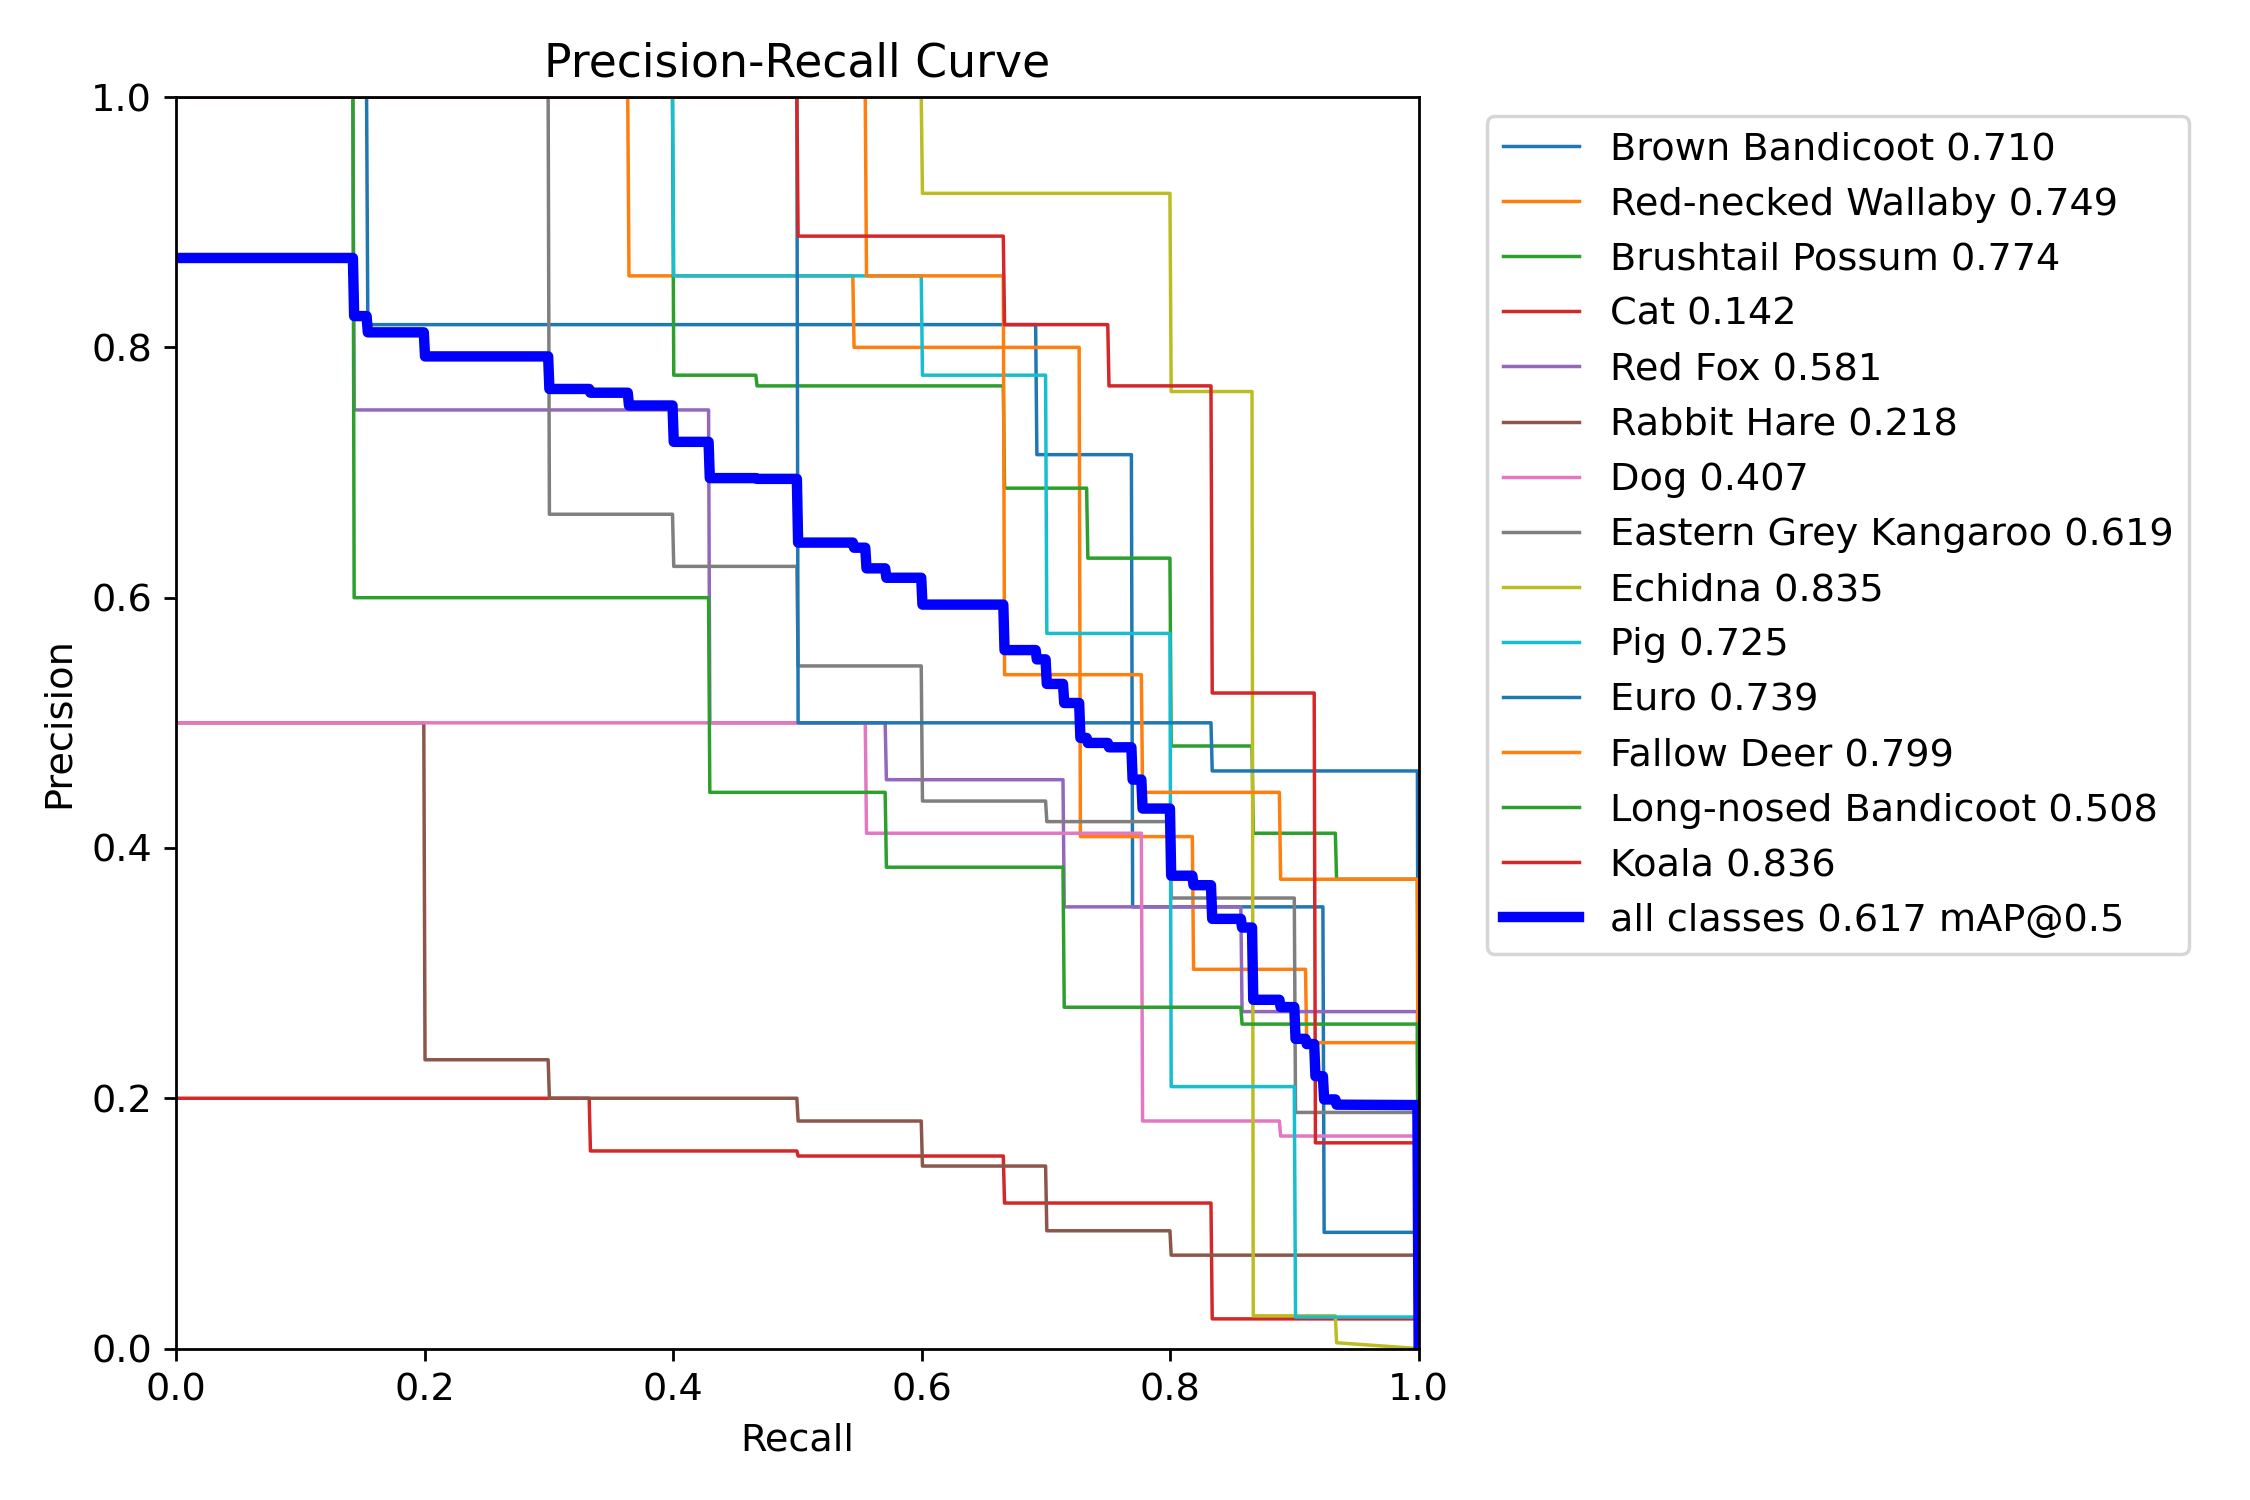 Precision-Recall Curve
1.0
0.8
0.6
0.4
0.2
0.0
Precision
0.0 0.2 0.4 0.6 0.8 1.0
Recall
Brown Bandicoot 0.710
Red-necked Wallaby 0.749
Brushtail Possum 0.774
Cat 0.142
Red Fox 0.581
Rabbit Hare 0.218
Dog 0.407
Eastern Grey Kangaroo 0.619
Echidna 0.835
Pig 0.725
Euro 0.739
Fallow Deer 0.799
Long-nosed Bandicoot 0.508
Koala 0.836
all classes 0.617 mAP@0.5